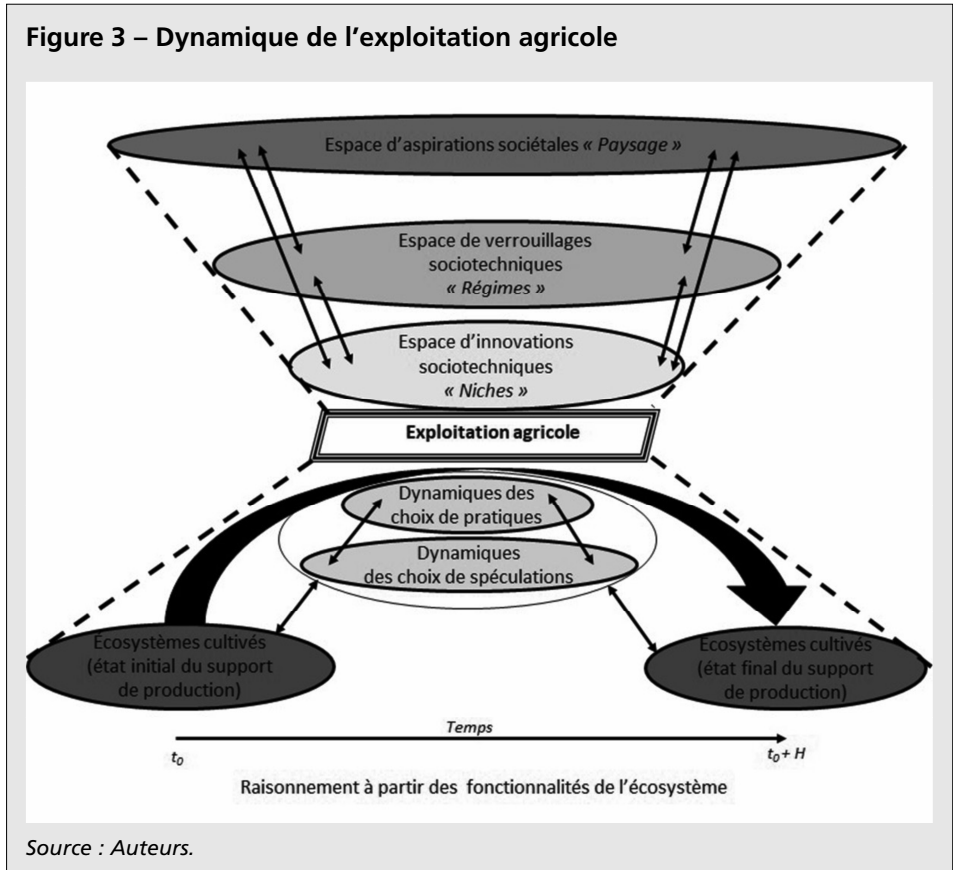 Figure 3 – Dynamique de l’exploitation agricole
Espace d’aspirations sociétales « Paysage »
Espace de verrouillages
sociotechniques
« Régimes »
Espace d’innovations
sociotechniques
« Niches »
Exploitation agricole
Dynamiques des
choix de pratiques
Dynamiques
des choix de spéculations
Écosystèmes cultivés
(état initial du support
de production)
Écosystèmes cultivés
(état final du support
de production)
Temps
t0
t0 + H
Raisonnement à partir des fonctionnalités de l’écosystème
Source : Auteurs.